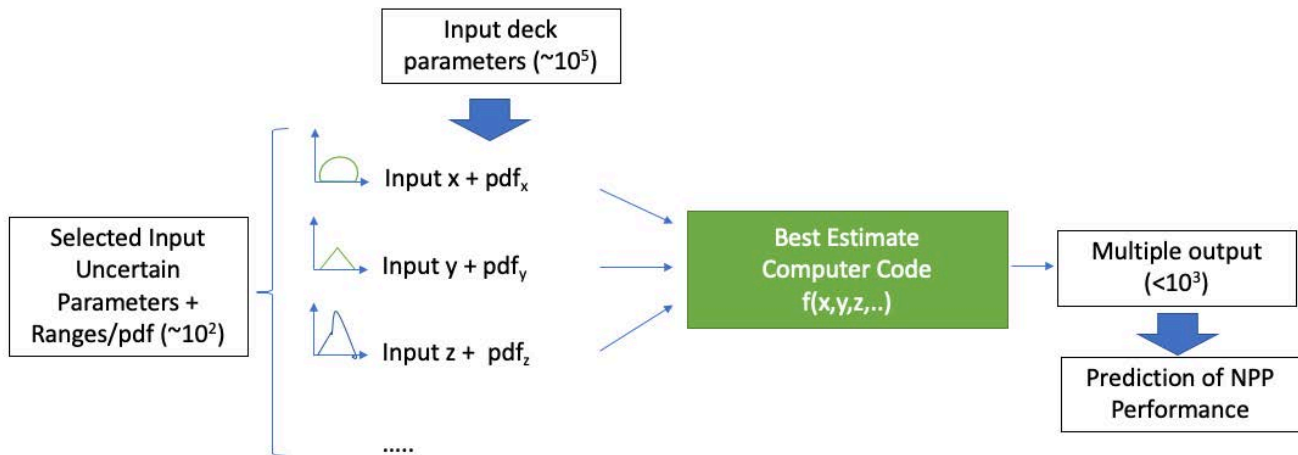 Input deck
parameters (~10⁵)
Selected Input
Uncertain
Parameters +
Ranges/pdf (~10²)
Input x + pdfₓ
Input y + pdfᵧ
Input z + pdf_z
.....
Best Estimate
Computer Code
f(x,y,z,..)
Multiple output
(<10³)
Prediction of NPP
Performance